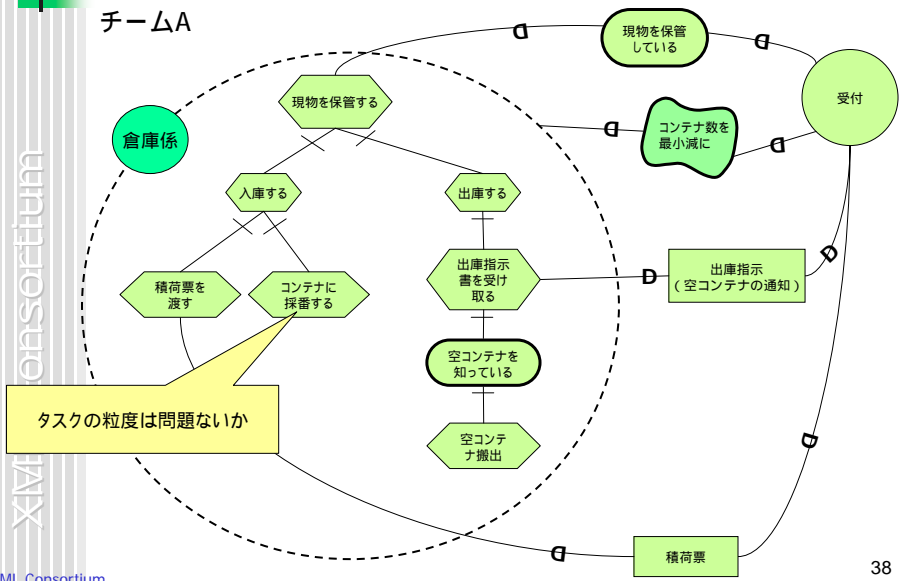 チームA
現物を保管
している
受付
現物を保管する
コンテナ数を
最小減に
倉庫係
入庫する
出庫する
積荷票を
渡す
コンテナに
採番する
出庫指示
書を受け
取る
D
D
D
D
D
D
D
D
出庫指示
(空コンテナの通知)
空コンテナを
知っている
タスクの粒度は問題ないか
空コンテ
ナ搬出
積荷票
XML Consortium
ML Consortium
38